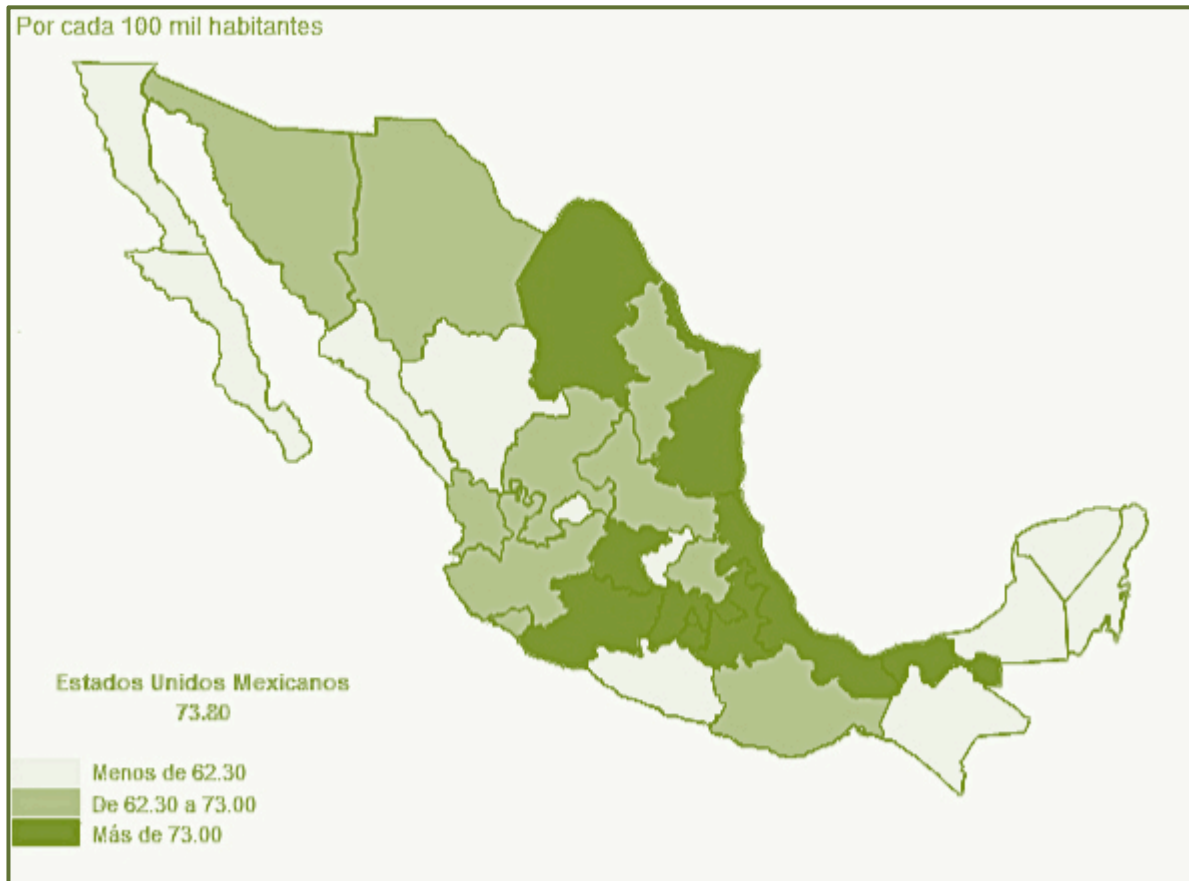 Por cada 100 mil habitantes
Estados Unidos Mexicanos
73.80
Menos de 62.30
De 62.30 a 73.00
Más de 73.00